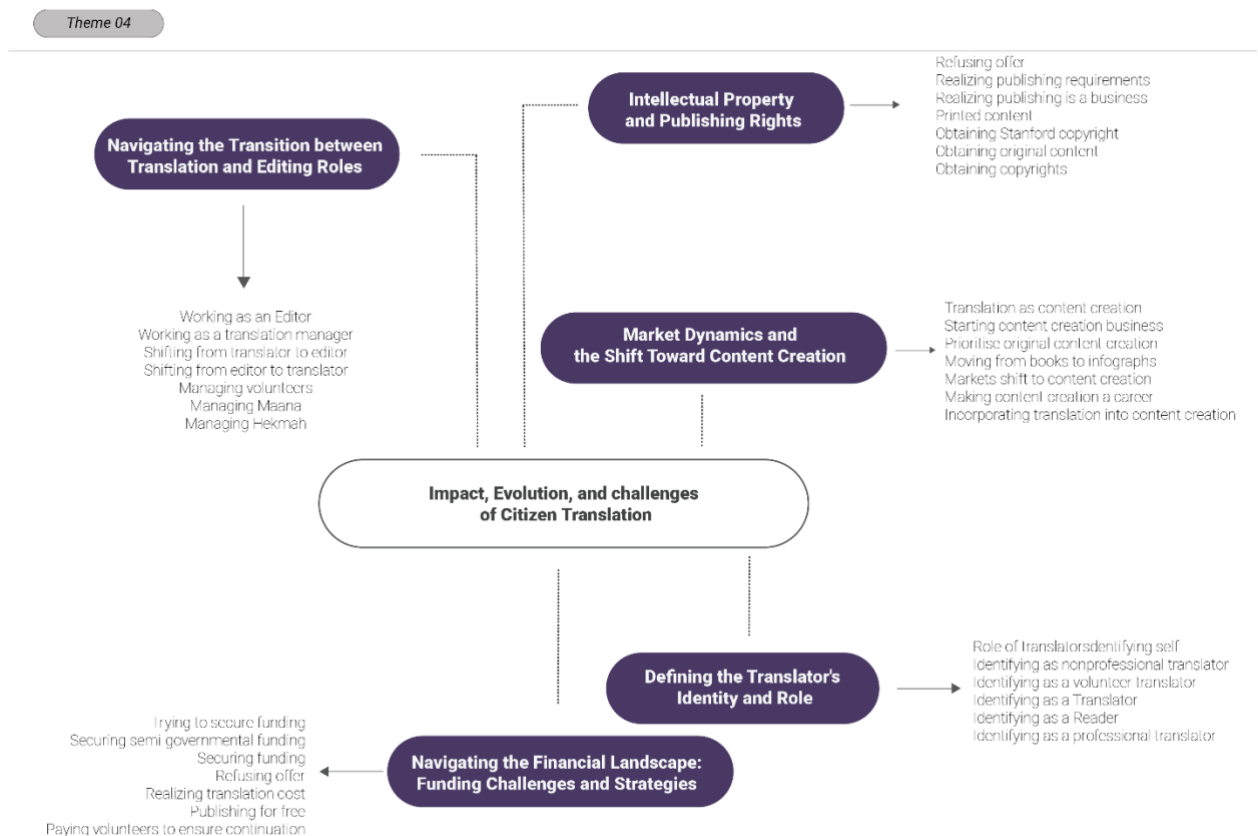 Theme 04
Navigating the Transition between
Translation and Editing Roles
Working as an Editor
Working as a translation manager
Shifting from translator to editor
Shifting from editor to translator
Managing volunteers
Managing Maana
Managing Hekmah
Intellectual Property
and Publishing Rights
Refusing offer
Realizing publishing requirements
Realizing publishing is a business
Printed content
Obtaining Stanford copyright
Obtaining original content
Obtaining copyrights
Market Dynamics and
the Shift Toward Content Creation
Translation as content creation
Starting content creation business
Prioritise original content creation
Moving from books to infographs
Markets shift to content creation
Making content creation a career
Incorporating translation into content creation
Impact, Evolution, and challenges
of Citizen Translation
Defining the Translator's
Identity and Role
Role of translatorsdentifying self
Identifying as nonprofessional translator
Identifying as a volunteer translator
Identifying as a Translator
Identifying as a Reader
Identifying as a professional translator
Navigating the Financial Landscape:
Funding Challenges and Strategies
Trying to secure funding
Securing semi governmental funding
Securing funding
Refusing offer
Realizing translation cost
Publishing for free
Paying volunteers to ensure continuation